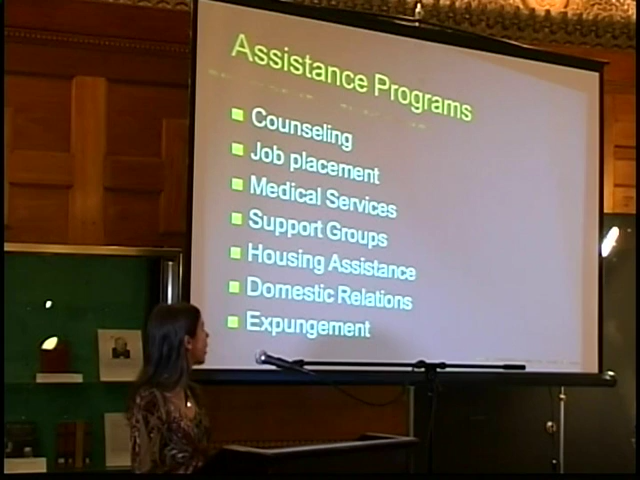 Assistance Programs
Counseling
Job placement
Medical Services
Support Groups
Housing Assistance
Domestic Relations
Expungement